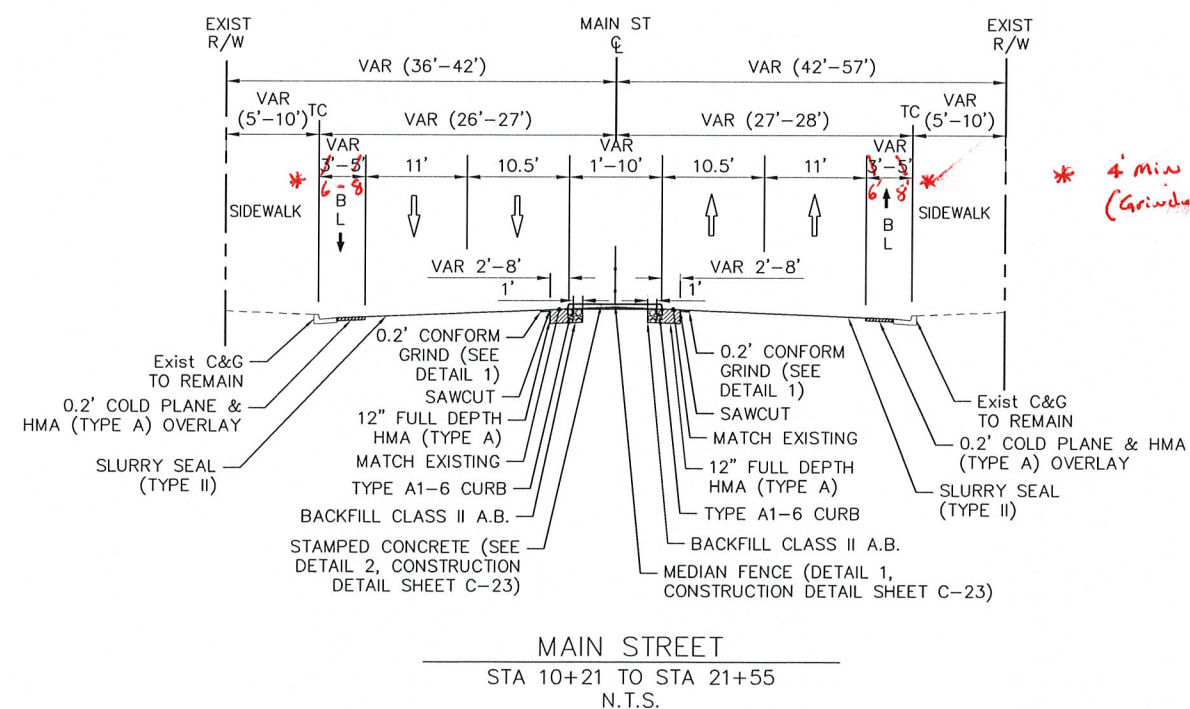 EXIST
R/W
MAIN ST
℄
EXIST
R/W
VAR (36'-42')
VAR (42'-57')
VAR
(5'-10')
TC
VAR (26'-27')
VAR (27'-28')
TC
VAR
(5'-10')
VAR
3'-5'
11'
10.5'
VAR
1'-10'
10.5'
11'
VAR
3'-5'
* 6 - 8
6' 8' *
* 4' Min
SIDEWALK
B
L
B
L
SIDEWALK
VAR 2'-8'
VAR 2'-8'
1'
1'
Exist C&G
TO REMAIN
0.2' COLD PLANE &
HMA (TYPE A) OVERLAY
SLURRY SEAL
(TYPE II)
0.2' CONFORM
GRIND (SEE
DETAIL 1)
SAWCUT
12" FULL DEPTH
HMA (TYPE A)
MATCH EXISTING
TYPE A1-6 CURB
BACKFILL CLASS II A.B.
STAMPED CONCRETE (SEE
DETAIL 2, CONSTRUCTION
DETAIL SHEET C-23)
0.2' CONFORM
GRIND (SEE
DETAIL 1)
SAWCUT
MATCH EXISTING
12" FULL DEPTH
HMA (TYPE A)
TYPE A1-6 CURB
BACKFILL CLASS II A.B.
MEDIAN FENCE (DETAIL 1,
CONSTRUCTION DETAIL SHEET C-23)
Exist C&G
TO REMAIN
0.2' COLD PLANE & HMA
(TYPE A) OVERLAY
SLURRY SEAL
(TYPE II)
MAIN STREET
STA 10+21 TO STA 21+55
N.T.S.